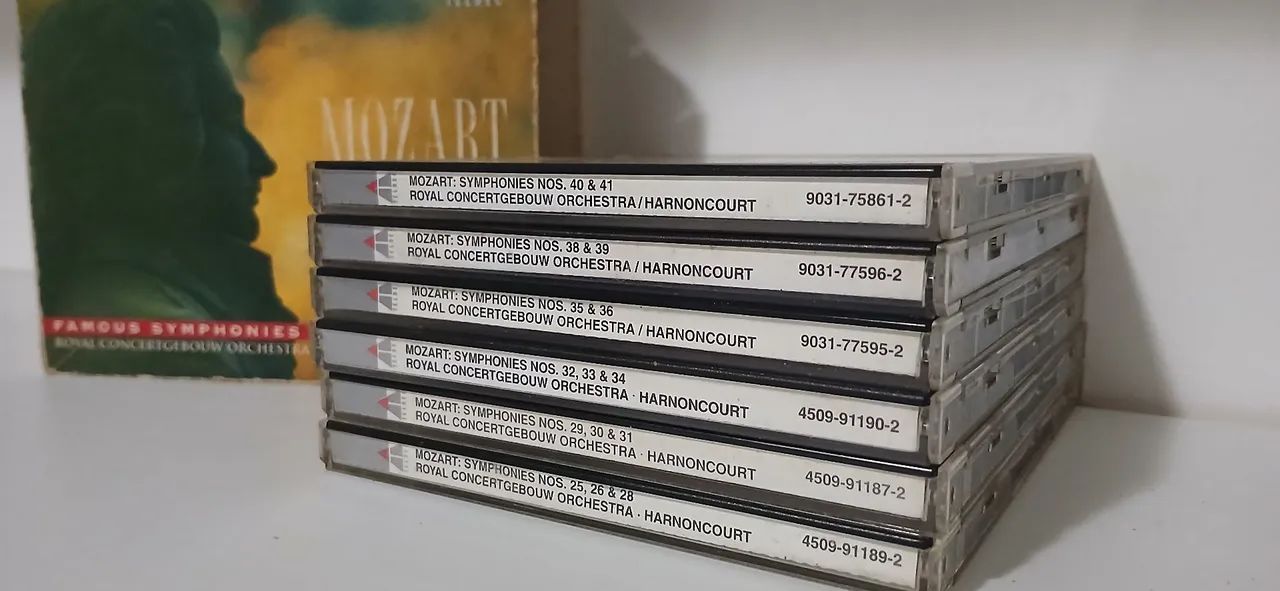 MOZART
FAMOUS SYMPHONIES
ROYAL CONCERTGEBOUW ORCHESTRA
MOZART: SYMPHONIES NOS. 40 & 41
ROYAL CONCERTGEBOUW ORCHESTRA / HARNONCOURT
9031-75861-2
MOZART: SYMPHONIES NOS. 38 & 39
ROYAL CONCERTGEBOUW ORCHESTRA / HARNONCOURT
9031-77596-2
MOZART: SYMPHONIES NOS. 35 & 36
ROYAL CONCERTGEBOUW ORCHESTRA / HARNONCOURT
9031-77595-2
MOZART: SYMPHONIES NOS. 32, 33 & 34
ROYAL CONCERTGEBOUW ORCHESTRA · HARNONCOURT
4509-91190-2
MOZART: SYMPHONIES NOS. 29, 30 & 31
ROYAL CONCERTGEBOUW ORCHESTRA · HARNONCOURT
4509-91187-2
MOZART: SYMPHONIES NOS. 25, 26 & 28
ROYAL CONCERTGEBOUW ORCHESTRA · HARNONCOURT
4509-91189-2